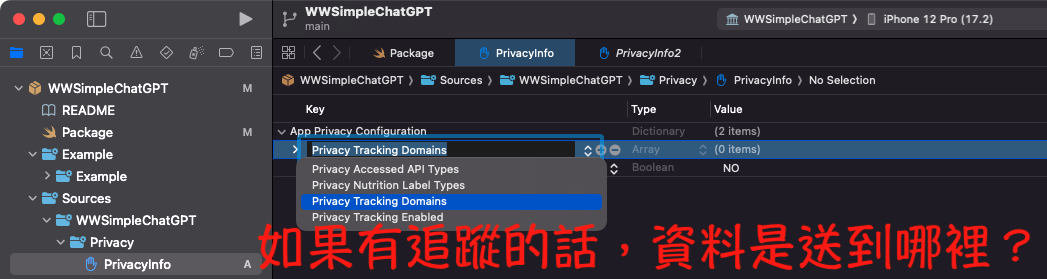 WWSimpleChatGPT
main
WWSimpleChatGPT
iPhone 12 Pro (17.2)
Package
PrivacyInfo
PrivacyInfo2
WWSimpleChatGPT
Sources
WWSimpleChatGPT
Privacy
PrivacyInfo
No Selection
WWSimpleChatGPT M
README
Package M
Example
Example
Sources
WWSimpleChatGPT
Privacy
PrivacyInfo A
Key Type Value
App Privacy Configuration Dictionary (2 items)
Privacy Tracking Domains Array (0 items)
Boolean NO
Privacy Accessed API Types
Privacy Nutrition Label Types
Privacy Tracking Domains
Privacy Tracking Enabled
如果有追蹤的話，資料是送到哪裡？